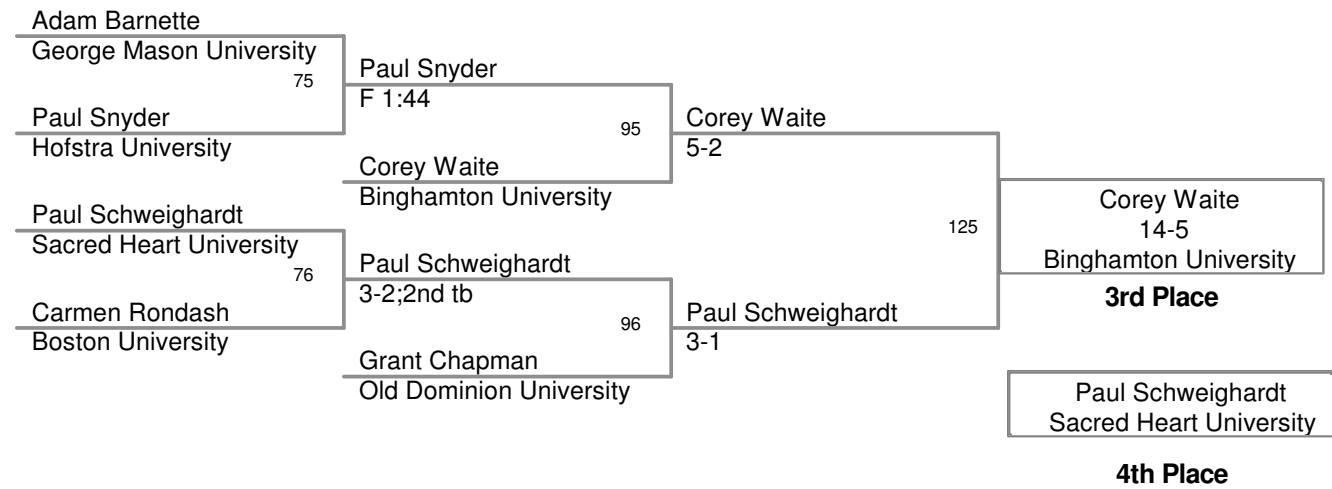 Adam Barnette
George Mason University
75
Paul Snyder
Hofstra University
Paul Snyder
F 1:44
95
Corey Waite
Binghamton University
Corey Waite
5-2
Paul Schweighardt
Sacred Heart University
76
Carmen Rondash
Boston University
Paul Schweighardt
3-2;2nd tb
96
Grant Chapman
Old Dominion University
Paul Schweighardt
3-1
125
Corey Waite
14-5
Binghamton University
3rd Place
Paul Schweighardt
Sacred Heart University
4th Place